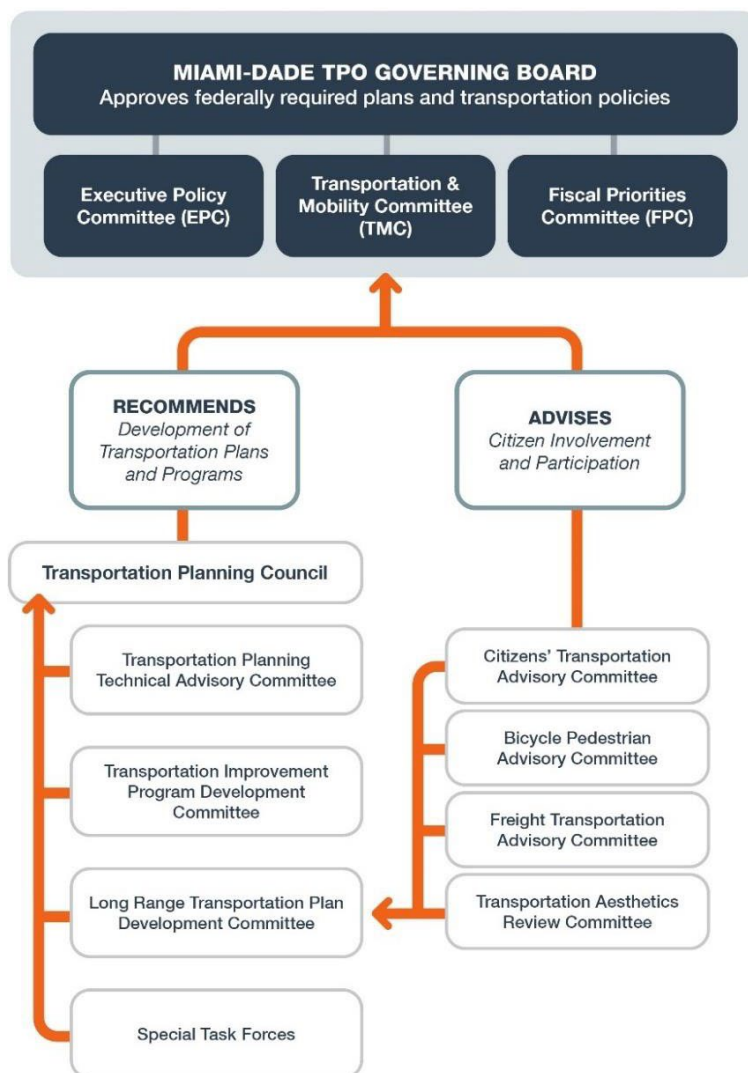 MIAMI-DADE TPO GOVERNING BOARD
Approves federally required plans and transportation policies
Executive Policy
Committee (EPC)
Transportation &
Mobility Committee
(TMC)
Fiscal Priorities
Committee (FPC)
RECOMMENDS
Development of
Transportation Plans
and Programs
ADVISES
Citizen Involvement
and Participation
Transportation Planning Council
Transportation Planning
Technical Advisory Committee
Transportation Improvement
Program Development
Committee
Long Range Transportation Plan
Development Committee
Special Task Forces
Citizens’ Transportation
Advisory Committee
Bicycle Pedestrian
Advisory Committee
Freight Transportation
Advisory Committee
Transportation Aesthetics
Review Committee